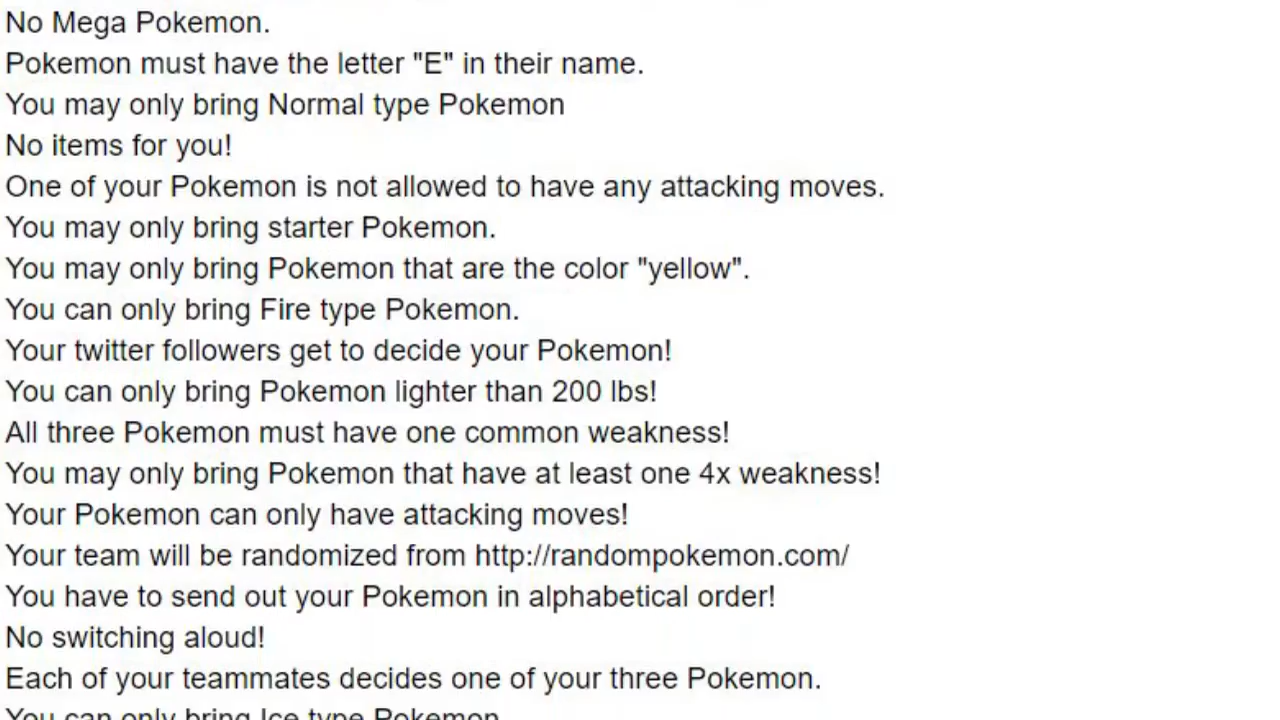 No Mega Pokemon.
Pokemon must have the letter "E" in their name.
You may only bring Normal type Pokemon
No items for you!
One of your Pokemon is not allowed to have any attacking moves.
You may only bring starter Pokemon.
You may only bring Pokemon that are the color "yellow".
You can only bring Fire type Pokemon.
Your twitter followers get to decide your Pokemon!
You can only bring Pokemon lighter than 200 lbs!
All three Pokemon must have one common weakness!
You may only bring Pokemon that have at least one 4x weakness!
Your Pokemon can only have attacking moves!
Your team will be randomized from http://randompokemon.com/
You have to send out your Pokemon in alphabetical order!
No switching aloud!
Each of your teammates decides one of your three Pokemon.
You can only bring Ice type Pokemon